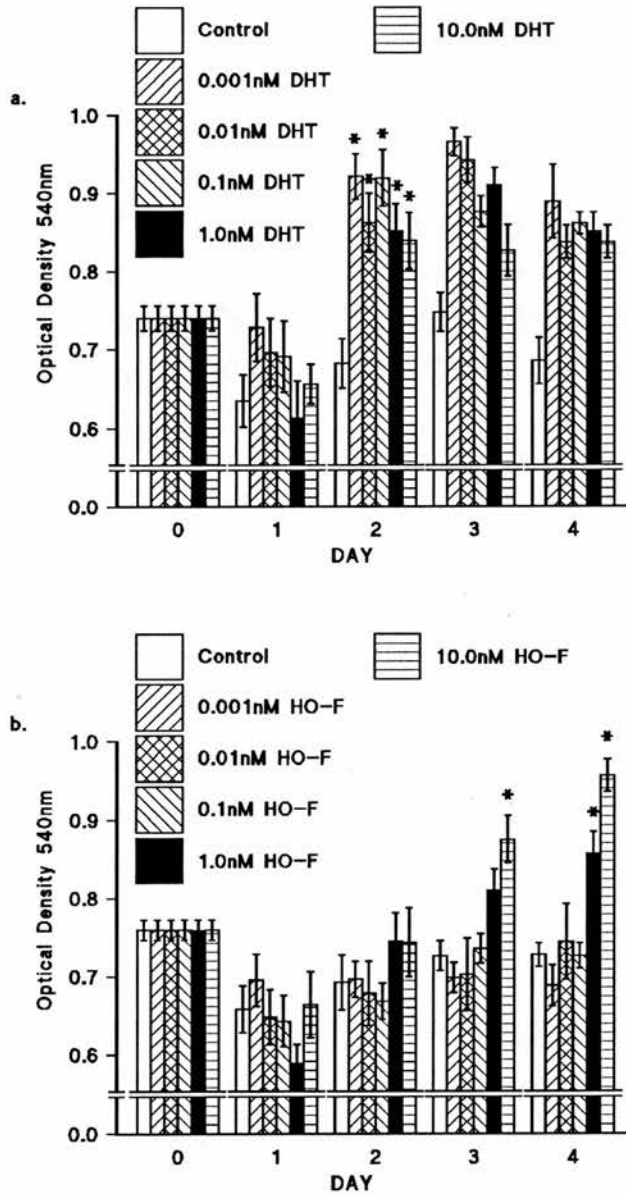 Control
10.0nM DHT
0.001nM DHT
a.
0.01nM DHT
0.1nM DHT
1.0nM DHT
Optical Density 540nm
1.0
0.9
0.8
0.7
0.6
0.0
* * * * *
0 1 2 3 4
DAY
Control
10.0nM HO-F
0.001nM HO-F
b.
0.01nM HO-F
0.1nM HO-F
1.0nM HO-F
Optical Density 540nm
1.0
0.9
0.8
0.7
0.6
0.0
* * *
0 1 2 3 4
DAY